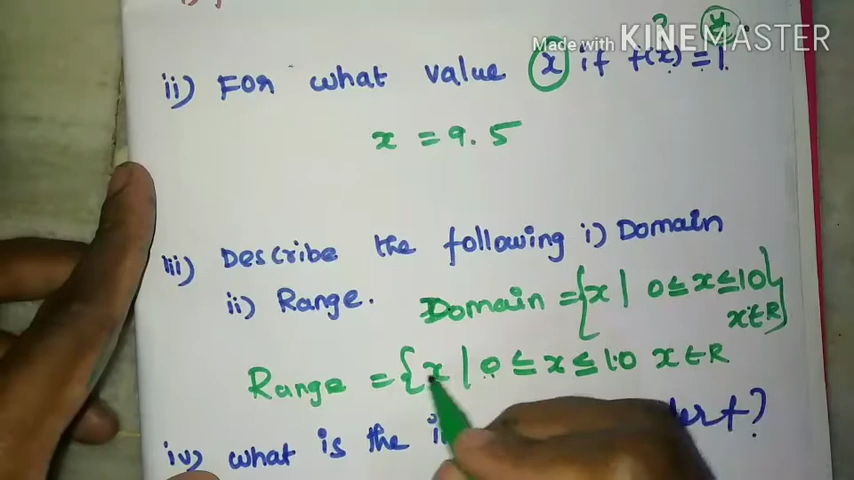 Made with KINEMASTER
ii) For what value x if f(x) = 1.
x = 9.5
iii) Describe the following i) Domain
ii) Range. Domain = {x | 0 ≤ x ≤ 10
x ∈ R}
Range = {x | 0 ≤ x ≤ 10 x ∈ R
iv) what is the f?